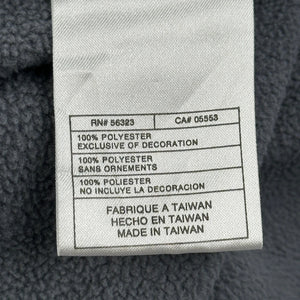 RN# 56323 CA# 05553
100% POLYESTER
EXCLUSIVE OF DECORATION
100% POLYESTER
SANS ORNEMENTS
100% POLIESTER
NO INCLUYE LA DECORACION
FABRIQUE A TAIWAN
HECHO EN TAIWAN
MADE IN TAIWAN